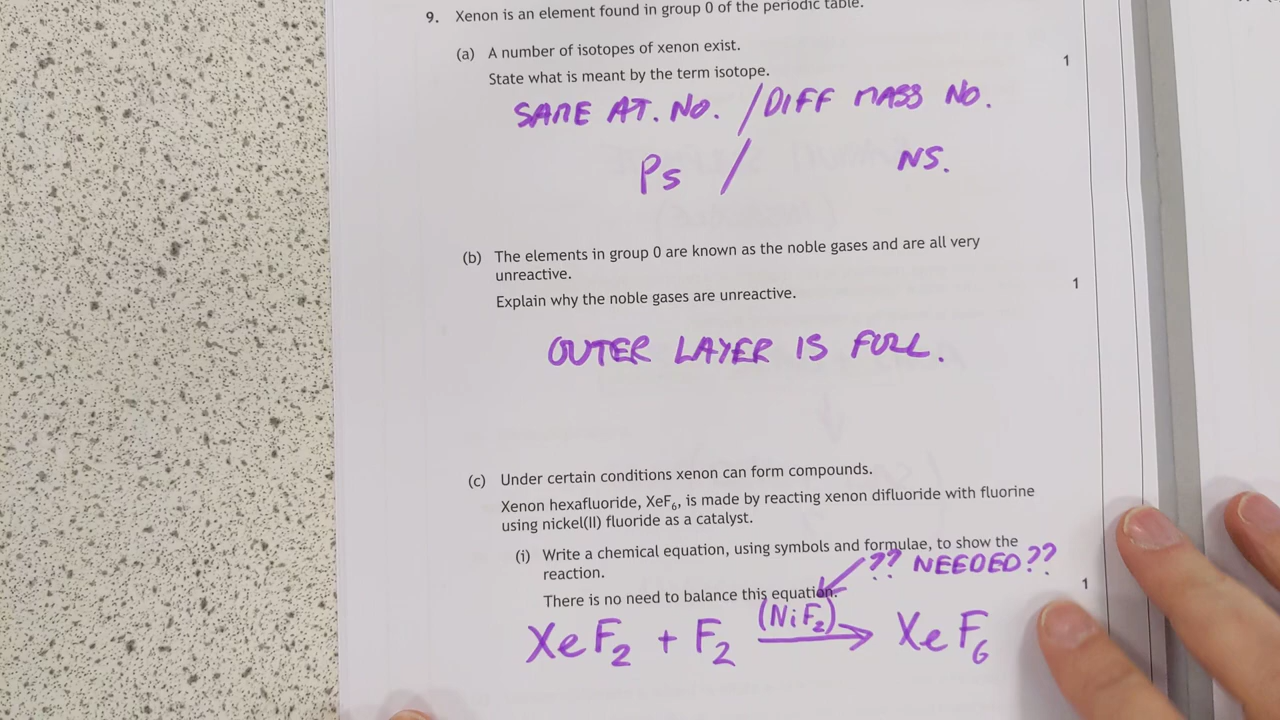 9. Xenon is an element found in group 0 of the periodic table.
(a) A number of isotopes of xenon exist.
1
State what is meant by the term isotope.
SAME AT. NO. / DIFF MASS NO.
Ps / NS.
(b) The elements in group 0 are known as the noble gases and are all very
unreactive.
1
Explain why the noble gases are unreactive.
OUTER LAYER IS FULL.
(c) Under certain conditions xenon can form compounds.
Xenon hexafluoride, XeF₆, is made by reacting xenon difluoride with fluorine
using nickel(II) fluoride as a catalyst.
(i) Write a chemical equation, using symbols and formulae, to show the
reaction.
?? NEEDED??
1
There is no need to balance this equation.
(NiF₂)
XeF₂ + F₂ → XeF₆